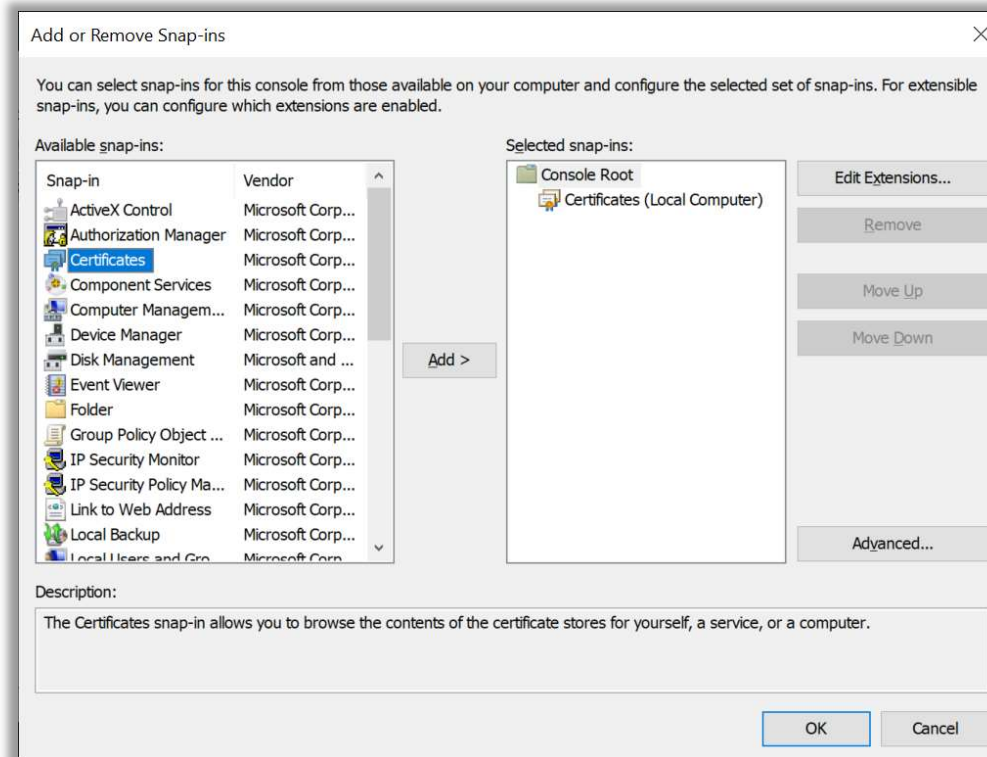 Add or Remove Snap-ins
You can select snap-ins for this console from those available on your computer and configure the selected set of snap-ins. For extensible
snap-ins, you can configure which extensions are enabled.
Available snap-ins:
Snap-in Vendor
ActiveX Control Microsoft Corp...
Authorization Manager Microsoft Corp...
Certificates Microsoft Corp...
Component Services Microsoft Corp...
Computer Managem... Microsoft Corp...
Device Manager Microsoft Corp...
Disk Management Microsoft and ...
Event Viewer Microsoft Corp...
Folder Microsoft Corp...
Group Policy Object ... Microsoft Corp...
IP Security Monitor Microsoft Corp...
IP Security Policy Ma... Microsoft Corp...
Link to Web Address Microsoft Corp...
Local Backup Microsoft Corp...
Local Users and Gro... Microsoft Corp...
Add >
Selected snap-ins:
Console Root
Certificates (Local Computer)
Edit Extensions...
Remove
Move Up
Move Down
Advanced...
Description:
The Certificates snap-in allows you to browse the contents of the certificate stores for yourself, a service, or a computer.
OK
Cancel